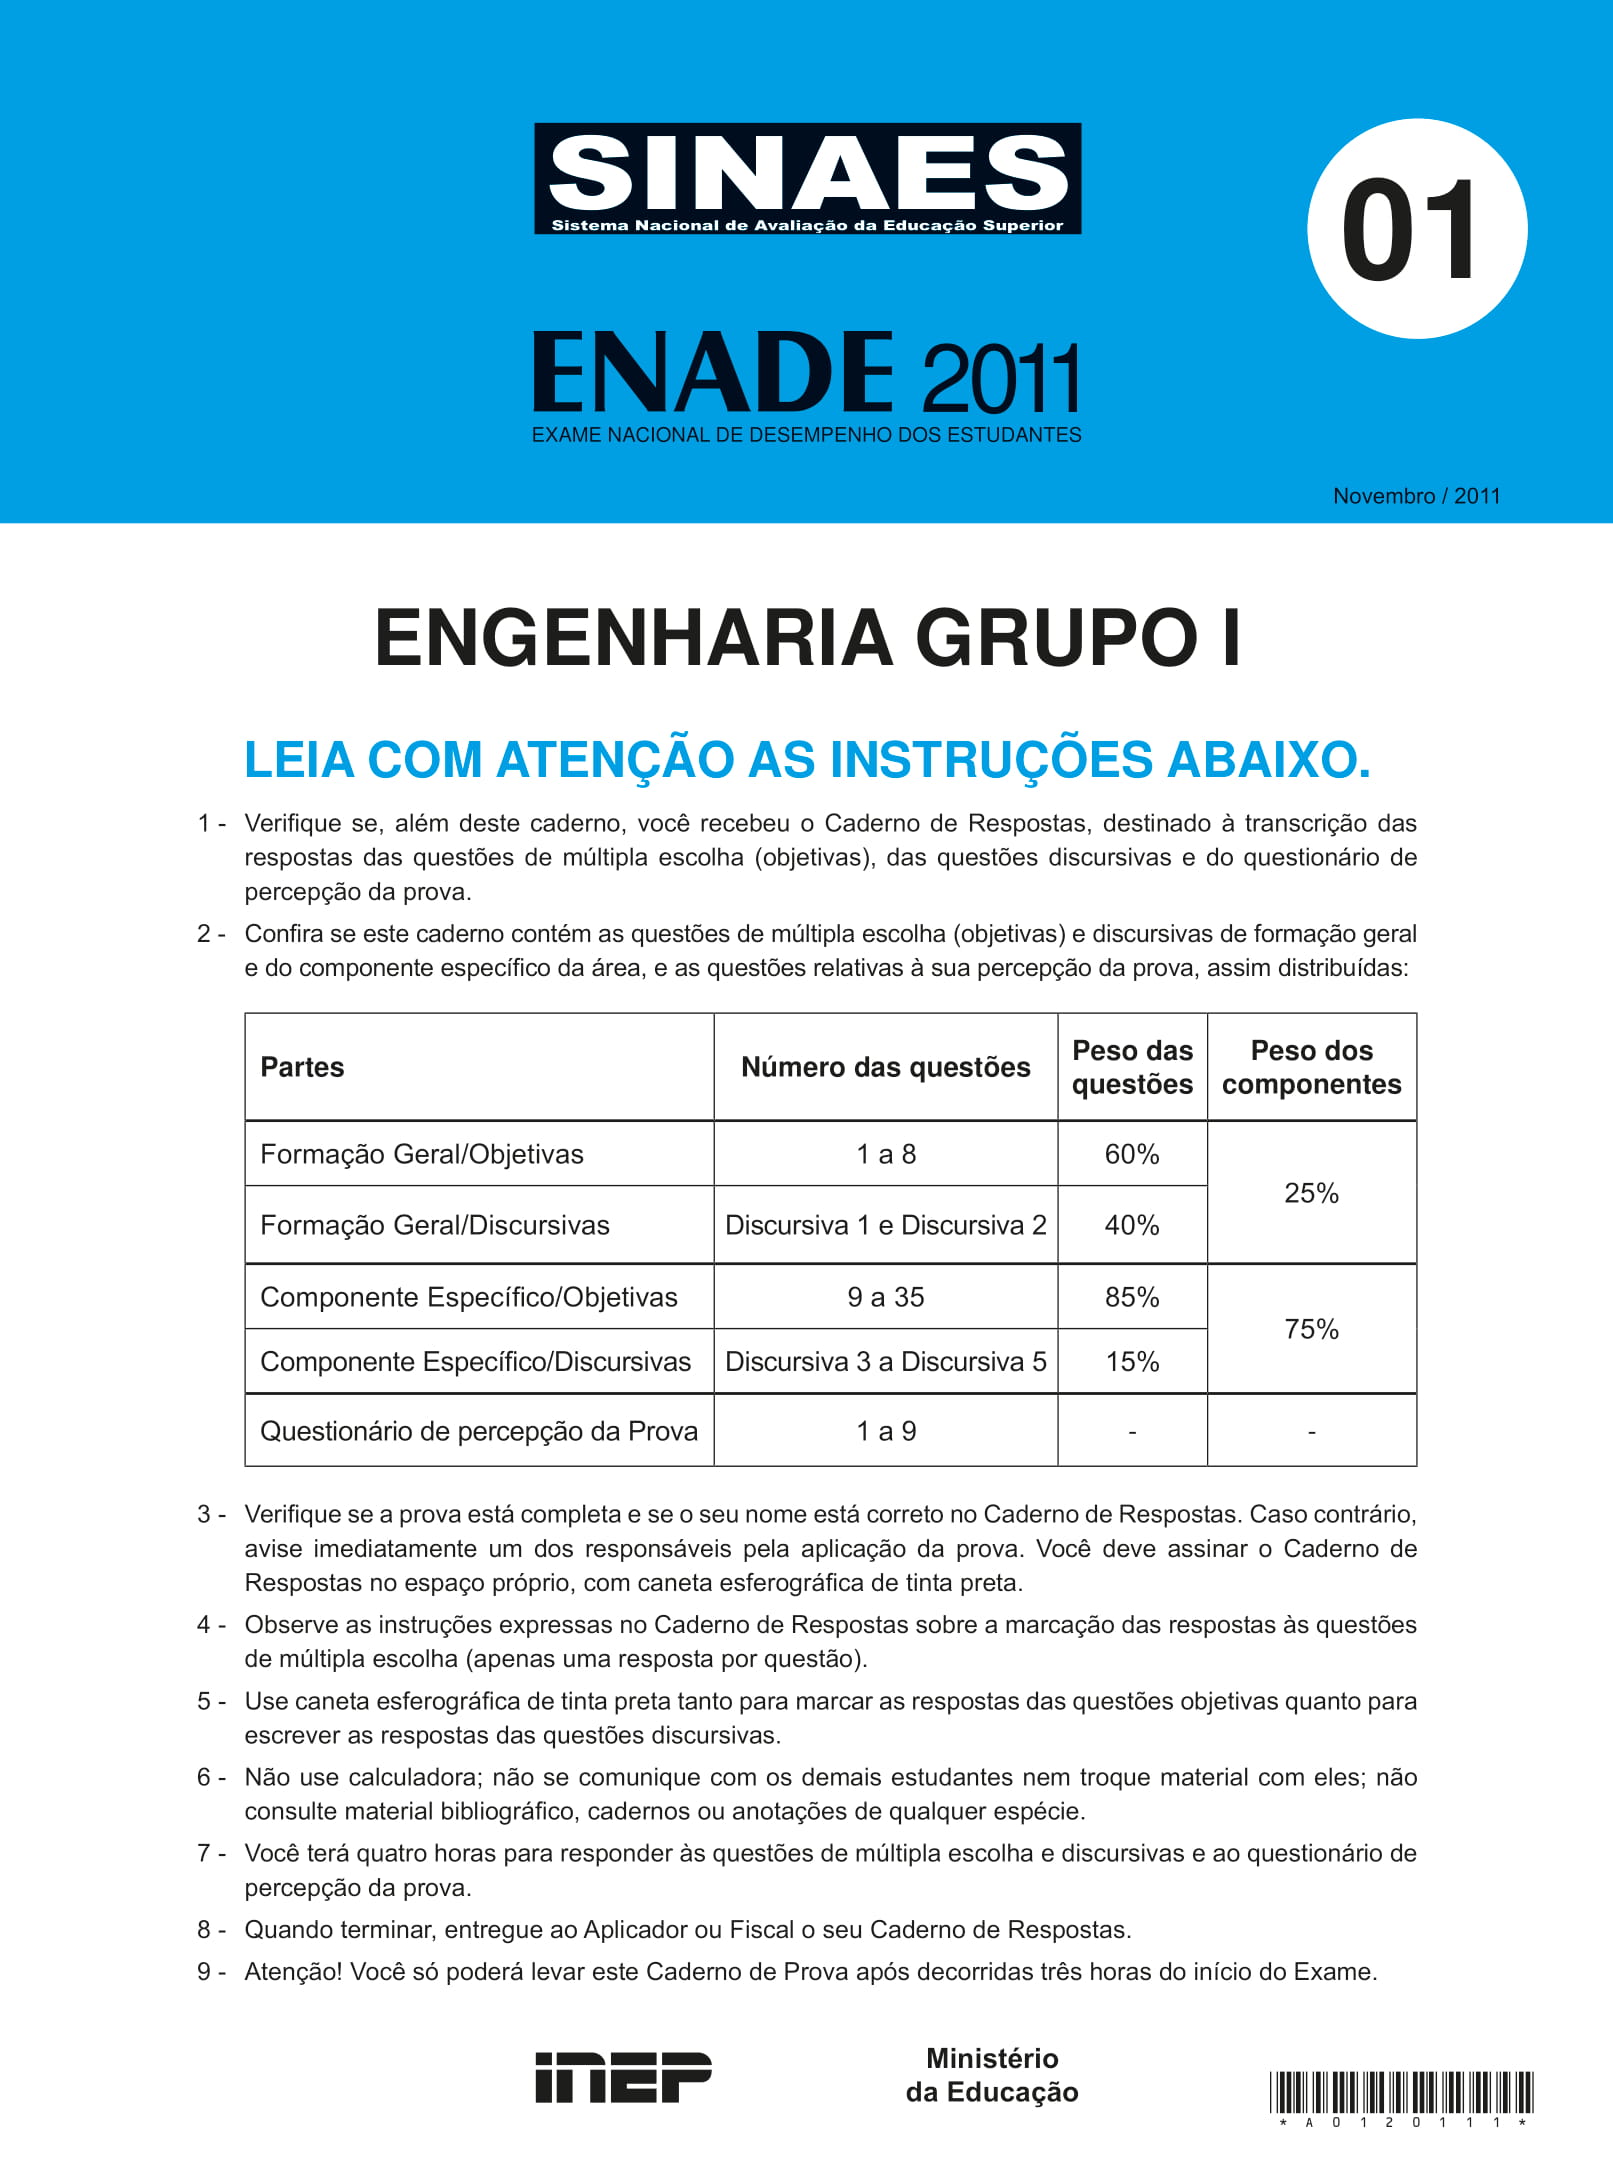 SINAES
Sistema Nacional de Avaliação da Educação Superior
01
ENADE 2011
EXAME NACIONAL DE DESEMPENHO DOS ESTUDANTES
Novembro / 2011
ENGENHARIA GRUPO I
LEIA COM ATENÇÃO AS INSTRUÇÕES ABAIXO.
1 - Verifique se, além deste caderno, você recebeu o Caderno de Respostas, destinado à transcrição das
respostas das questões de múltipla escolha (objetivas), das questões discursivas e do questionário de
percepção da prova.
2 - Confira se este caderno contém as questões de múltipla escolha (objetivas) e discursivas de formação geral
e do componente específico da área, e as questões relativas à sua percepção da prova, assim distribuídas:
Partes Número das questões Peso das questões Peso dos componentes
Formação Geral/Objetivas 1 a 8 60% 25%
Formação Geral/Discursivas Discursiva 1 e Discursiva 2 40%
Componente Específico/Objetivas 9 a 35 85% 75%
Componente Específico/Discursivas Discursiva 3 a Discursiva 5 15%
Questionário de percepção da Prova 1 a 9 - -
3 - Verifique se a prova está completa e se o seu nome está correto no Caderno de Respostas. Caso contrário,
avise imediatamente um dos responsáveis pela aplicação da prova. Você deve assinar o Caderno de
Respostas no espaço próprio, com caneta esferográfica de tinta preta.
4 - Observe as instruções expressas no Caderno de Respostas sobre a marcação das respostas às questões
de múltipla escolha (apenas uma resposta por questão).
5 - Use caneta esferográfica de tinta preta tanto para marcar as respostas das questões objetivas quanto para
escrever as respostas das questões discursivas.
6 - Não use calculadora; não se comunique com os demais estudantes nem troque material com eles; não
consulte material bibliográfico, cadernos ou anotações de qualquer espécie.
7 - Você terá quatro horas para responder às questões de múltipla escolha e discursivas e ao questionário de
percepção da prova.
8 - Quando terminar, entregue ao Aplicador ou Fiscal o seu Caderno de Respostas.
9 - Atenção! Você só poderá levar este Caderno de Prova após decorridas três horas do início do Exame.
INEP
Ministério
da Educação
*A0120111*